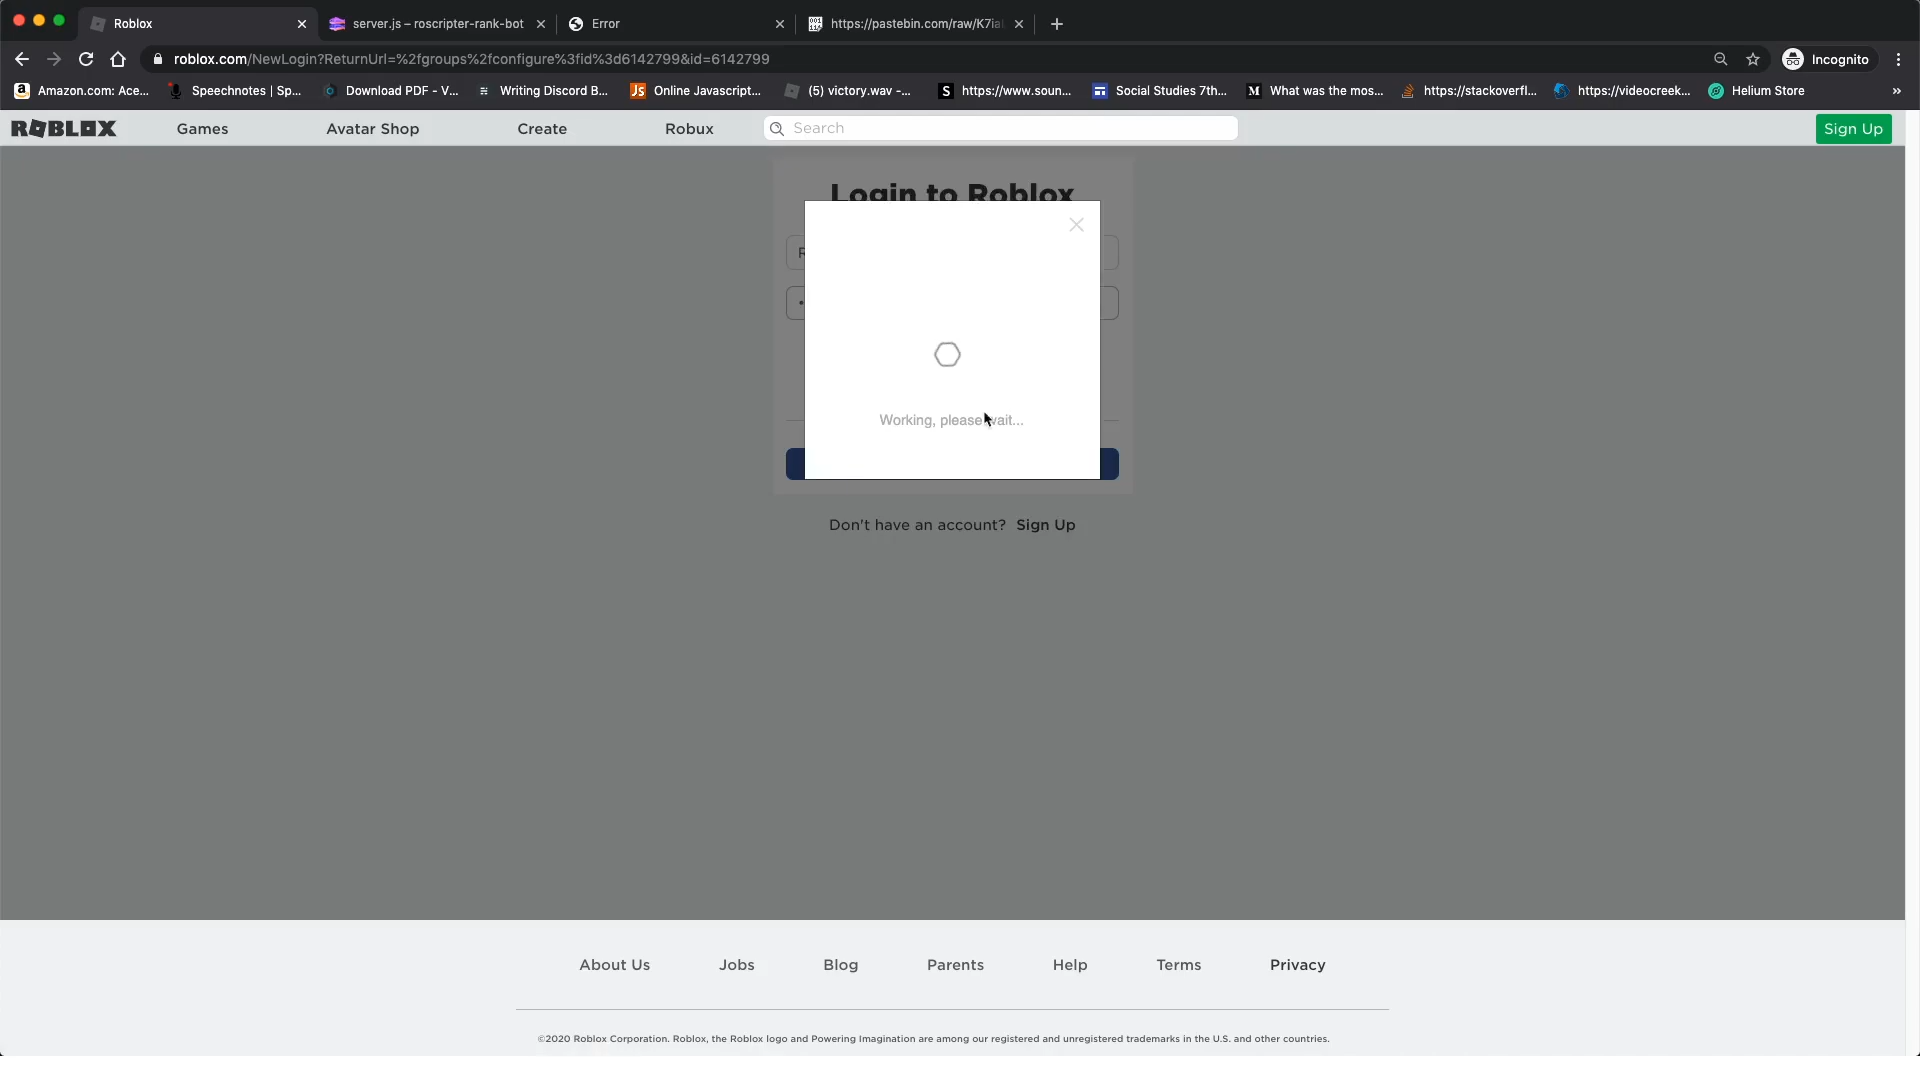 Roblox
server.js – roscripter-rank-bot
Error
https://pastebin.com/raw/K7ia
roblox.com/NewLogin?ReturnUrl=%2fgroups%2fconfigure%3fid%3d6142799&id=6142799
Incognito
Amazon.com: Ace...
Speechnotes | Sp...
Download PDF - V...
Writing Discord B...
JS Online Javascript...
(5) victory.wav -...
S https://www.soun...
Social Studies 7th...
M What was the mos...
https://stackoverfl...
https://videocreek...
Helium Store
»
ROBLOX
Games
Avatar Shop
Create
Robux
Search
Sign Up
Login to Roblox
Working, please wait...
Don't have an account? Sign Up
About Us
Jobs
Blog
Parents
Help
Terms
Privacy
©2020 Roblox Corporation. Roblox, the Roblox logo and Powering Imagination are among our registered and unregistered trademarks in the U.S. and other countries.